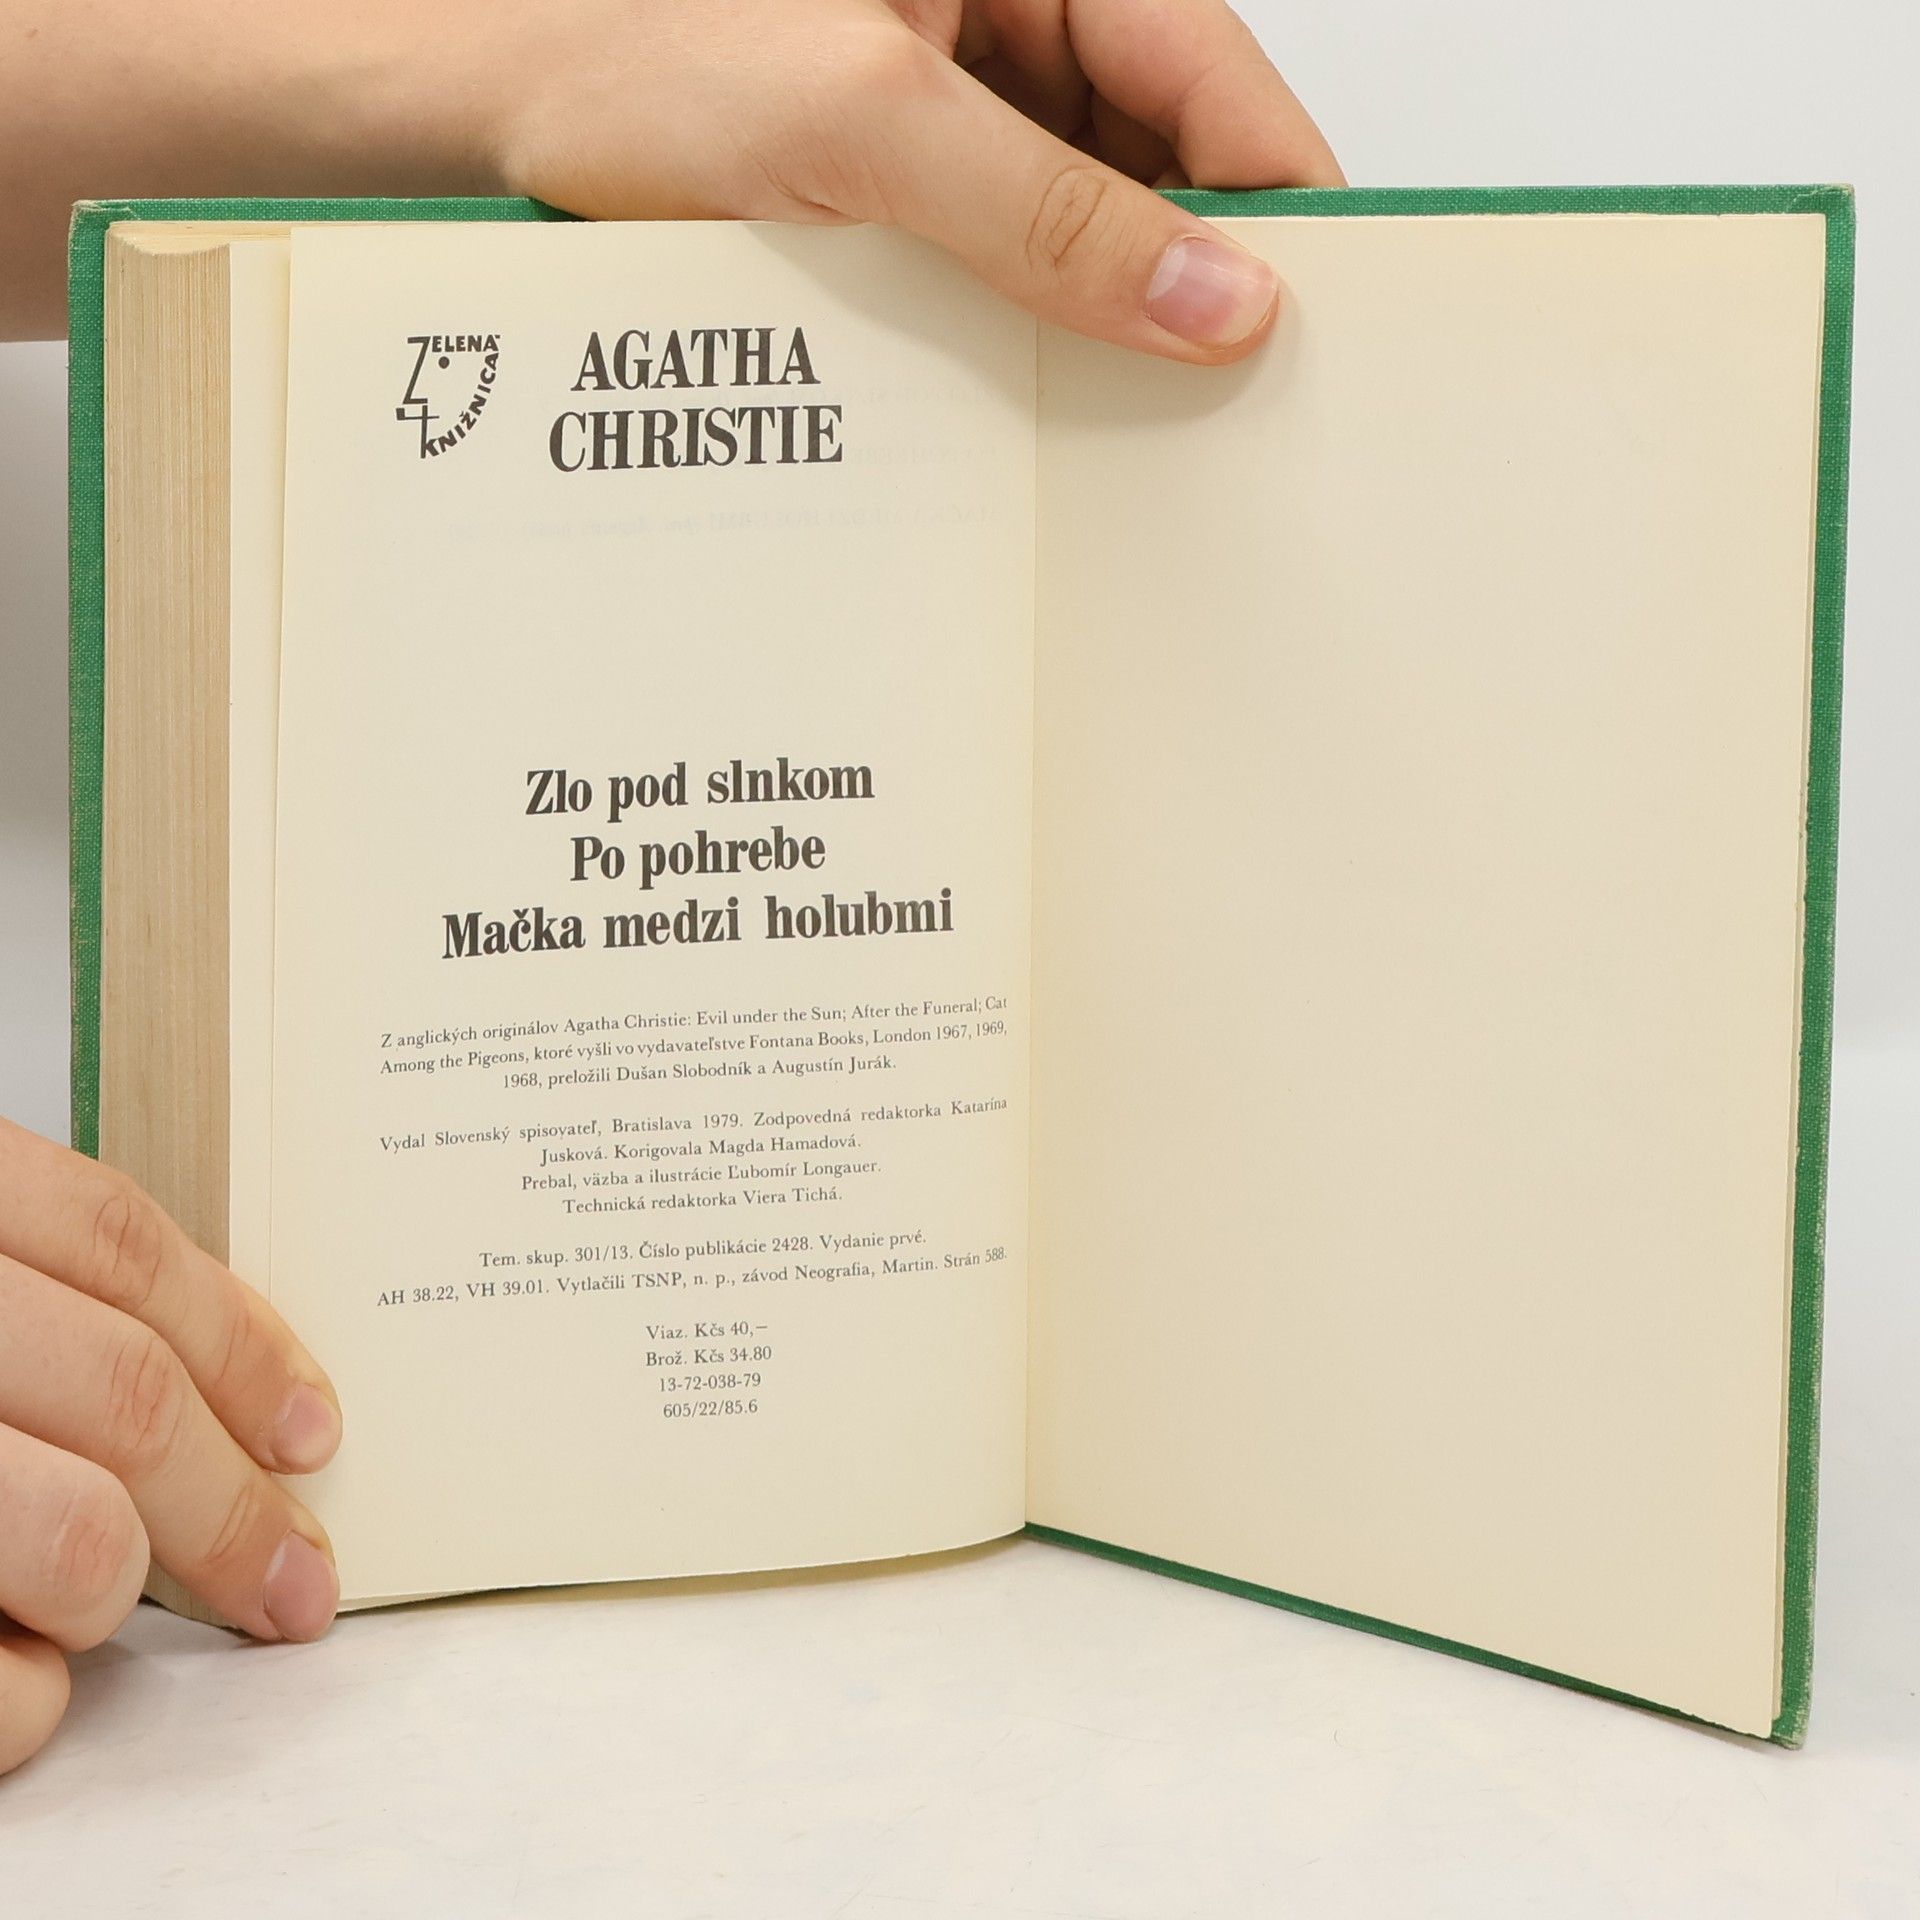 ZELENÁ
KNIŽNICA
AGATHA
CHRISTIE
Zlo pod slnkom
Po pohrebe
Mačka medzi holubmi
Z anglických originálov Agatha Christie: Evil under the Sun; After the Funeral; Cat
Among the Pigeons, ktoré vyšli vo vydavateľstve Fontana Books, London 1967, 1969,
1968, preložili Dušan Slobodník a Augustín Jurák.
Vydal Slovenský spisovateľ, Bratislava 1979. Zodpovedná redaktorka Katarína
Jusková. Korigovala Magda Hamadová.
Prebal, väzba a ilustrácie Ľubomír Longauer.
Technická redaktorka Viera Tichá.
Tem. skup. 301/13. Číslo publikácie 2428. Vydanie prvé.
AH 38.22, VH 39.01. Vytlačili TSNP, n. p., závod Neografia, Martin. Strán 588.
Viaz. Kčs 40,—
Brož. Kčs 34.80
13-72-038-79
605/22/85.6